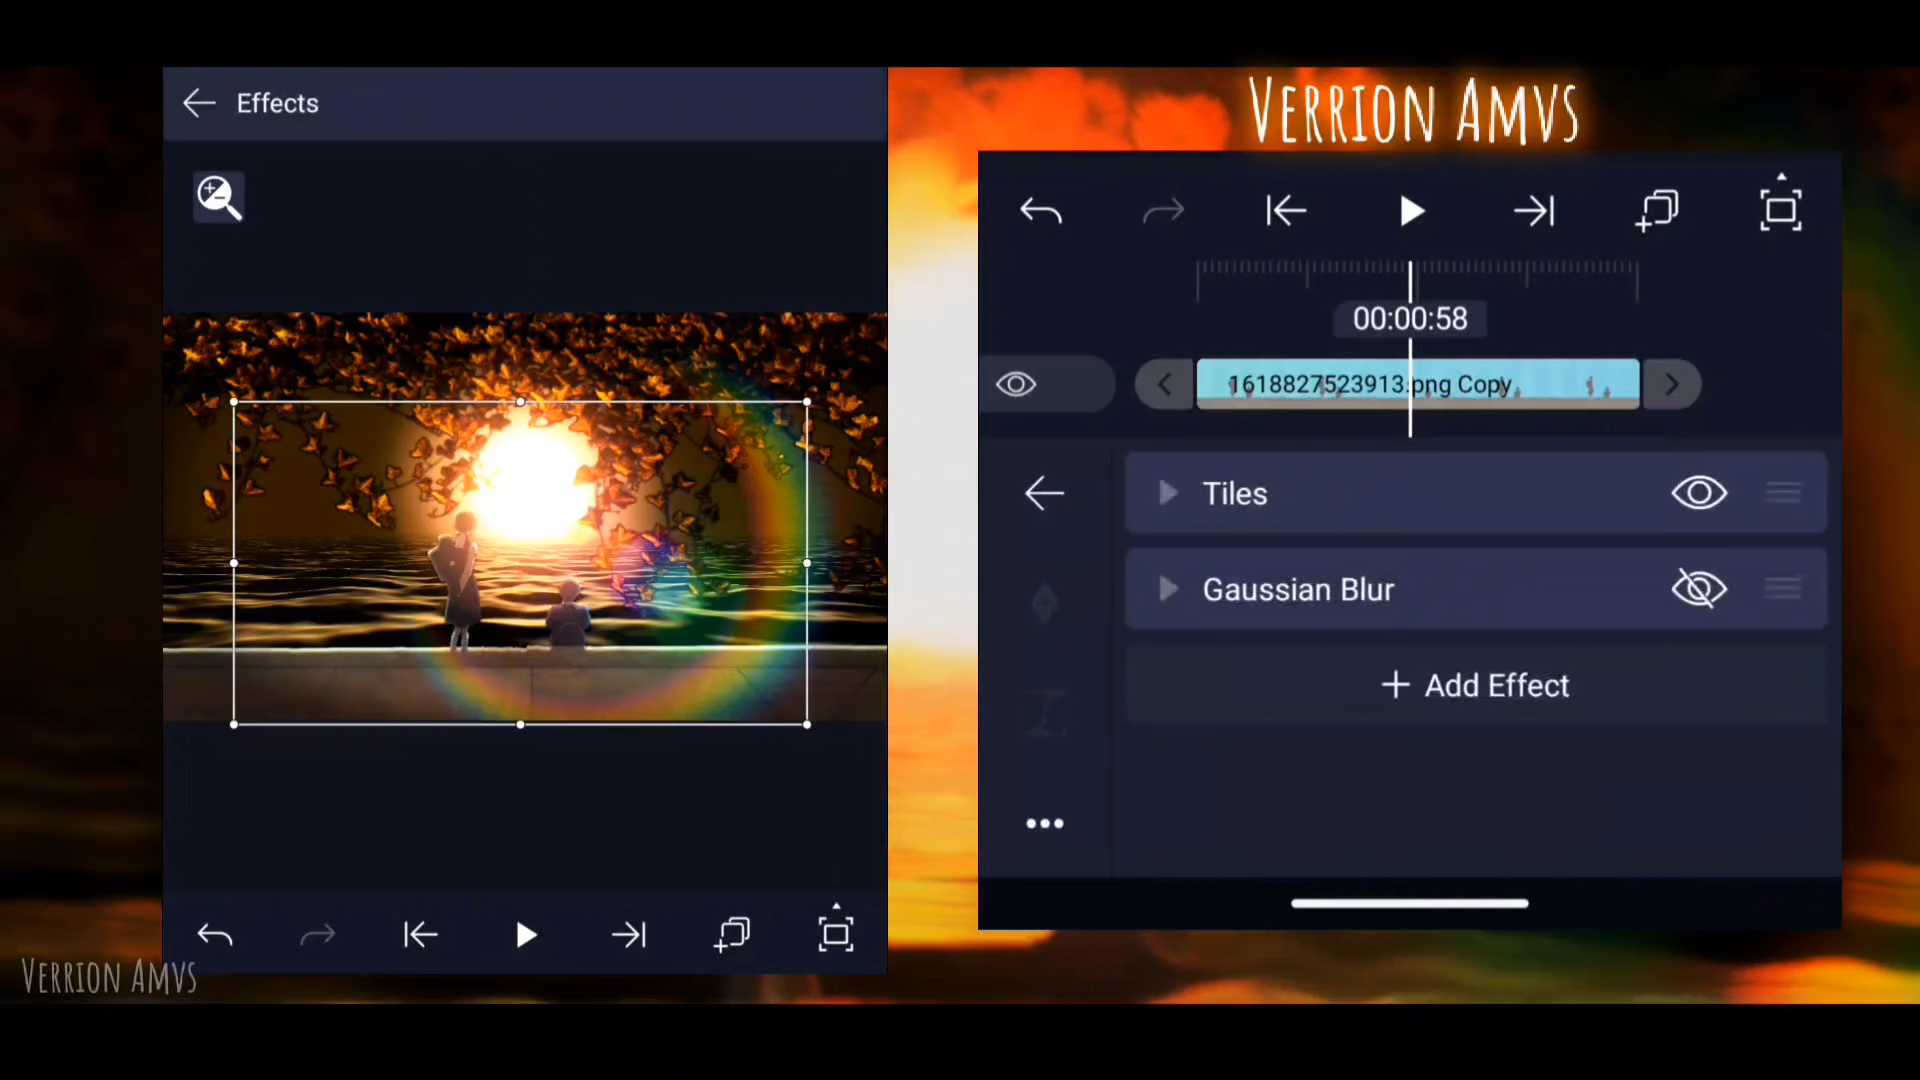 Effects
VERRION AMVS
00:00:58
1618827523913.png Copy
Tiles
Gaussian Blur
+ Add Effect
VERRION AMVS